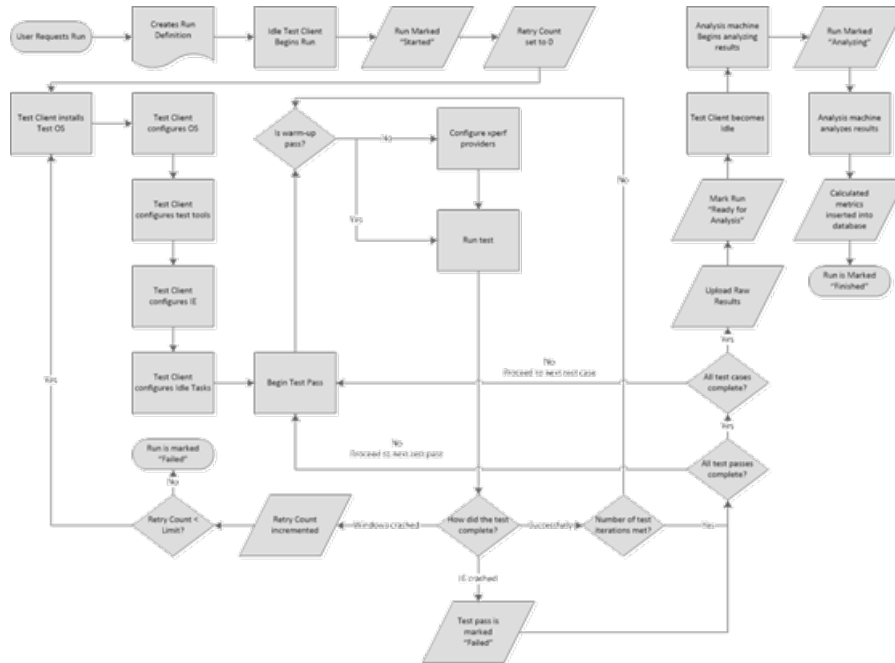 User Requests Run
Creates Run
Definition
Idle Test Client
Begins Run
Run Marked
"Started"
Retry Count
set to 0
Analysis machine
Begins analyzing
results
Run Marked
"Analyzing"
Test Client installs
Test OS
Test Client
configures OS
Is warm-up
pass?
No
Configure xperf
providers
No
Test Client becomes
Idle
Analysis machine
analyzes results
Test Client
configures test tools
Yes
Run test
Mark Run
"Ready for
Analysis"
Calculated
metrics
inserted into
database
Test Client
configures IE
Upload Raw
Results
Run is Marked
"Finished"
Yes
Yes
Test Client
configures Idle Tasks
Begin Test Pass
No
Proceed to next test case
All test cases
complete?
Yes
Run is marked
"Failed"
No
Proceed to next test pass
All test passes
complete?
No
Retry Count <
Limit?
Retry Count
incremented
Windows crashed
How did the test
complete?
Successfully
Number of test
iterations met?
Yes
IE crashed
Test pass is
marked
"Failed"